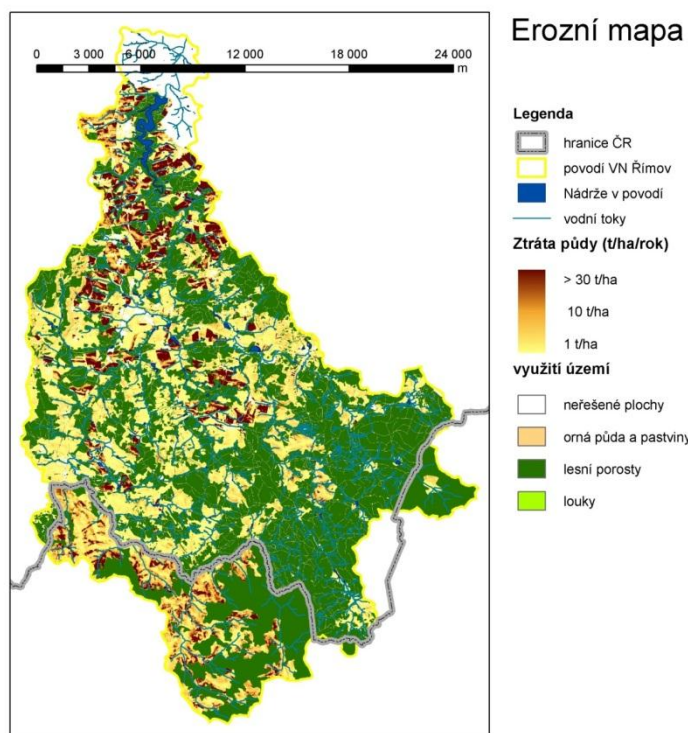 Erozní mapa
0 3 000 6 000 12 000 18 000 24 000
m
Legenda
hranice ČR
povodí VN Římov
Nádrže v povodí
vodní toky
Ztráta půdy (t/ha/rok)
> 30 t/ha
10 t/ha
1 t/ha
využití území
neřešené plochy
orná půda a pastviny
lesní porosty
louky